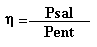 η = Psal
Pent